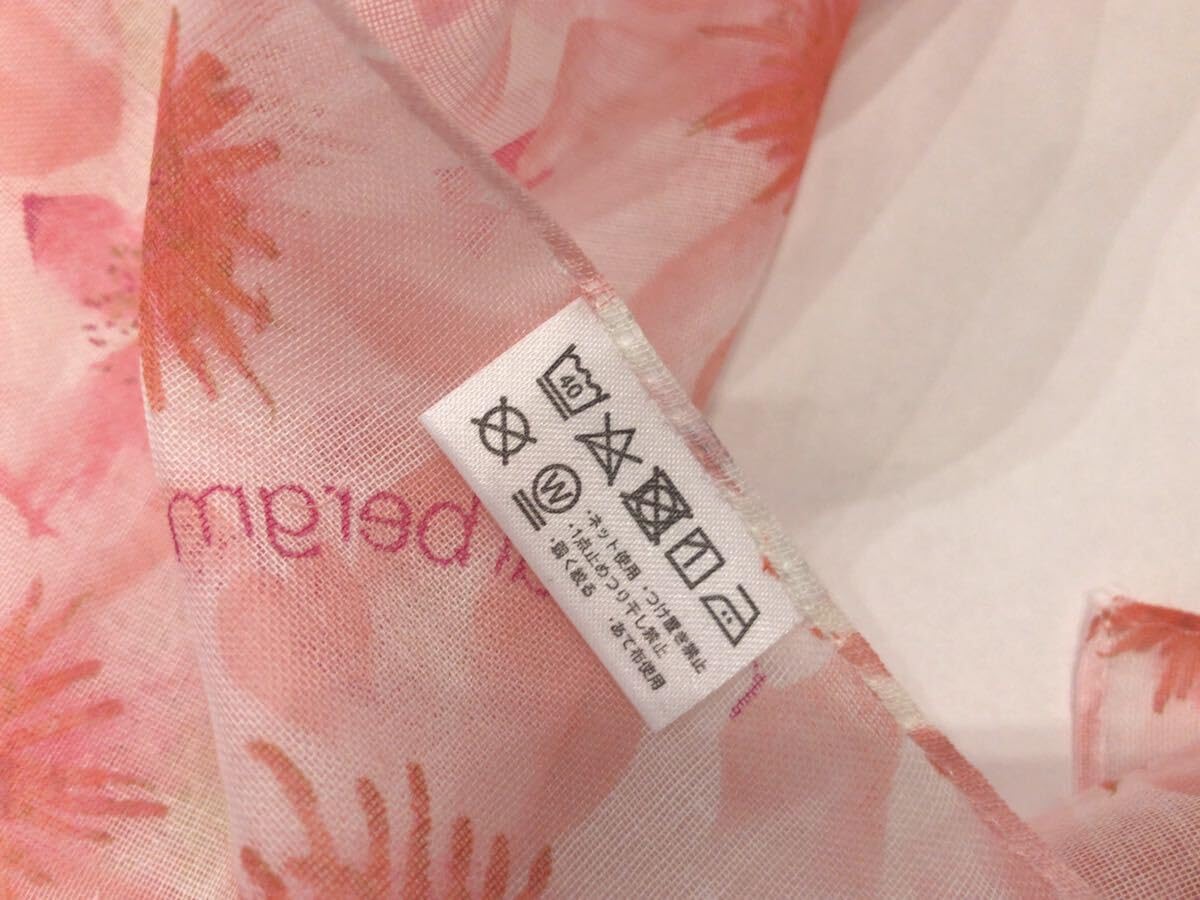 40
W
・ネット使用 ・つけ置き禁止
・1点止めつり干し禁止
・弱く絞る ・あて布使用